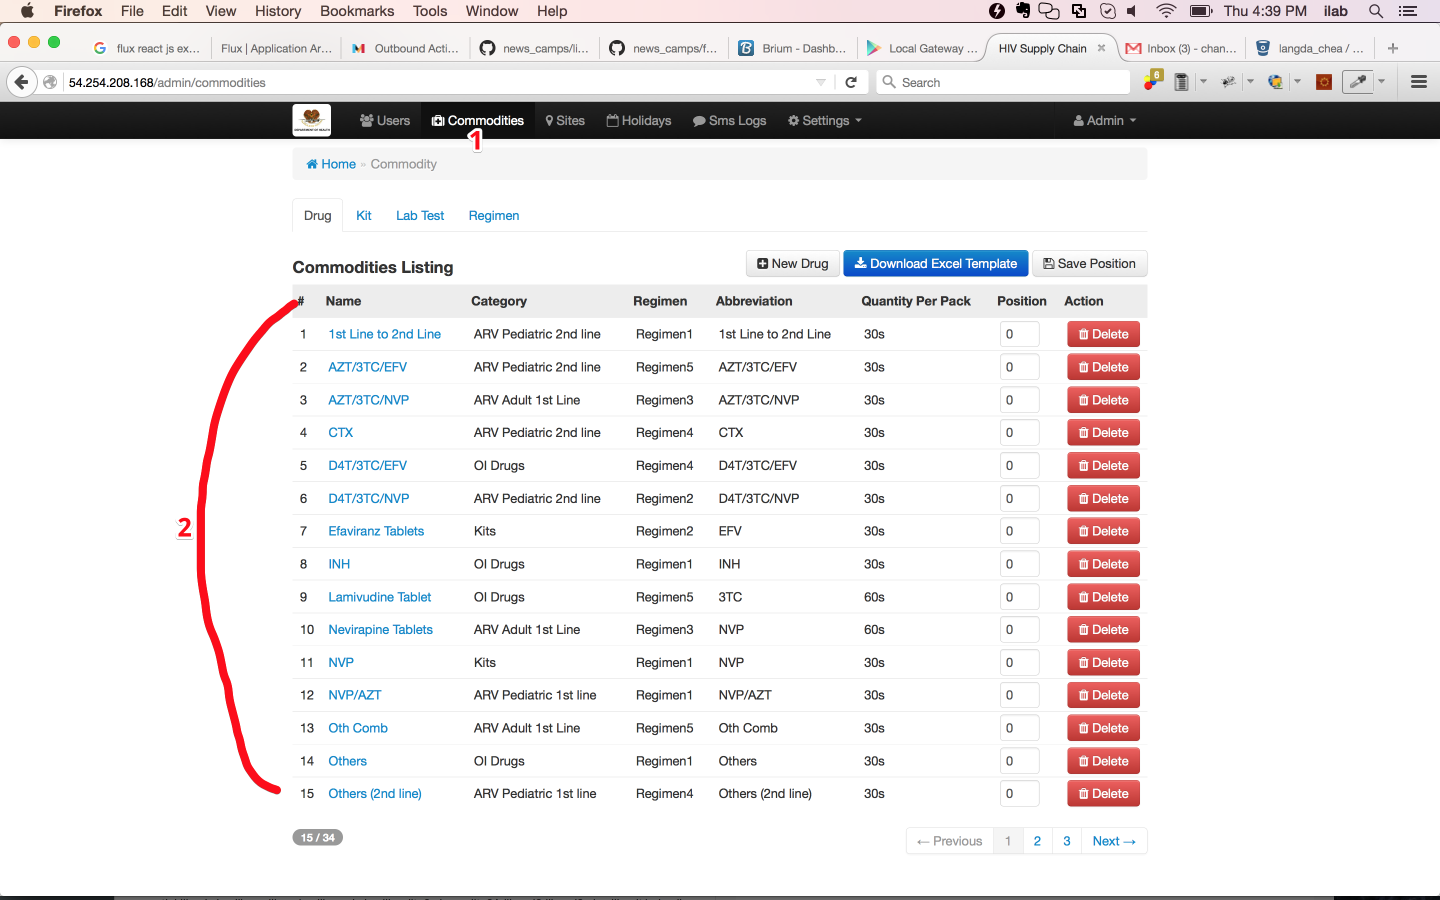 Firefox File Edit View History Bookmarks Tools Window Help Thu 4:39 PM ilab
flux react js ex... Flux | Application Ar... Outbound Acti... news_camps/li... news_camps/f... Brium - Dashb... Local Gateway ... HIV Supply Chain Inbox (3) - chan... langda_chea / ...
54.254.208.168/admin/commodities Search 6
Users Commodities Sites Holidays Sms Logs Settings Admin
1
Home » Commodity
Drug Kit Lab Test Regimen
Commodities Listing New Drug Download Excel Template Save Position
# Name Category Regimen Abbreviation Quantity Per Pack Position Action
1 1st Line to 2nd Line ARV Pediatric 2nd line Regimen1 1st Line to 2nd Line 30s 0 Delete
2 AZT/3TC/EFV ARV Pediatric 2nd line Regimen5 AZT/3TC/EFV 30s 0 Delete
3 AZT/3TC/NVP ARV Adult 1st Line Regimen3 AZT/3TC/NVP 30s 0 Delete
4 CTX ARV Pediatric 2nd line Regimen4 CTX 30s 0 Delete
5 D4T/3TC/EFV OI Drugs Regimen4 D4T/3TC/EFV 30s 0 Delete
6 D4T/3TC/NVP ARV Pediatric 2nd line Regimen2 D4T/3TC/NVP 30s 0 Delete
2
7 Efaviranz Tablets Kits Regimen2 EFV 30s 0 Delete
8 INH OI Drugs Regimen1 INH 30s 0 Delete
9 Lamivudine Tablet OI Drugs Regimen5 3TC 60s 0 Delete
10 Nevirapine Tablets ARV Adult 1st Line Regimen3 NVP 60s 0 Delete
11 NVP Kits Regimen1 NVP 30s 0 Delete
12 NVP/AZT ARV Pediatric 1st line Regimen1 NVP/AZT 30s 0 Delete
13 Oth Comb ARV Adult 1st Line Regimen5 Oth Comb 30s 0 Delete
14 Others OI Drugs Regimen1 Others 30s 0 Delete
15 Others (2nd line) ARV Pediatric 1st line Regimen4 Others (2nd line) 30s 0 Delete
15 / 34 ← Previous 1 2 3 Next →